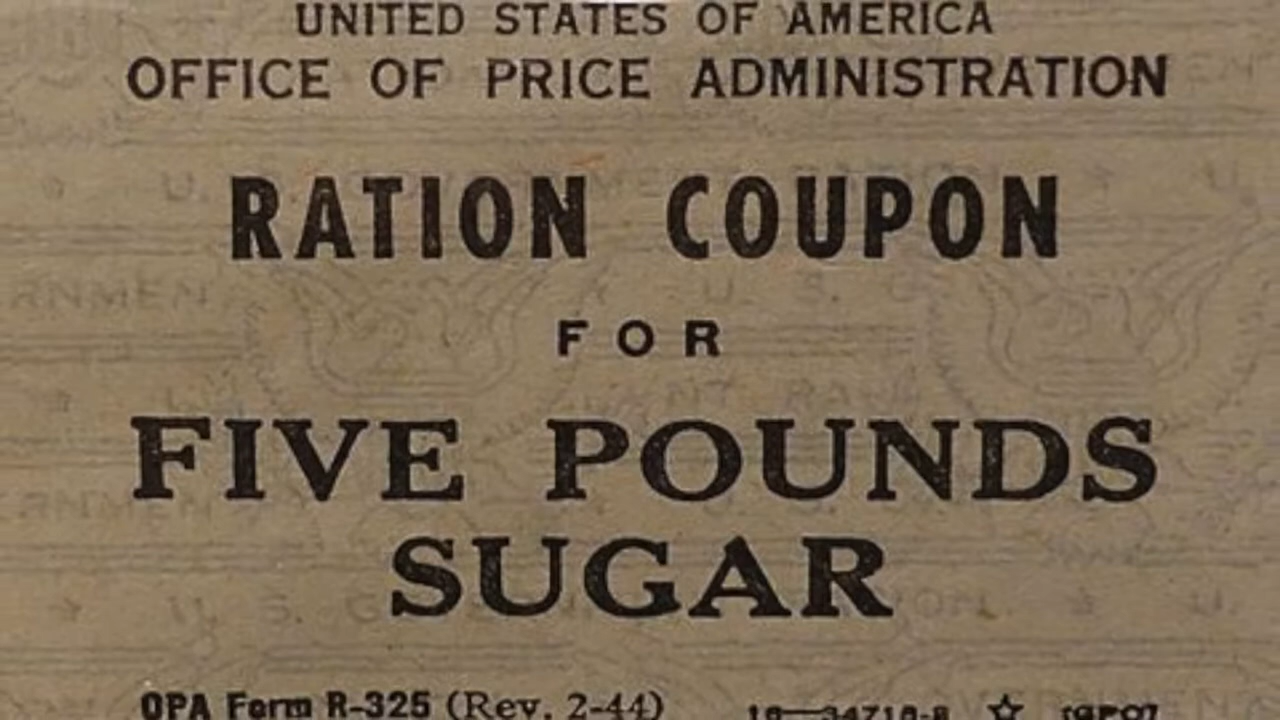 UNITED STATES OF AMERICA
OFFICE OF PRICE ADMINISTRATION
RATION COUPON
FOR
FIVE POUNDS
SUGAR
OPA Form R-325 (Rev. 2-44)